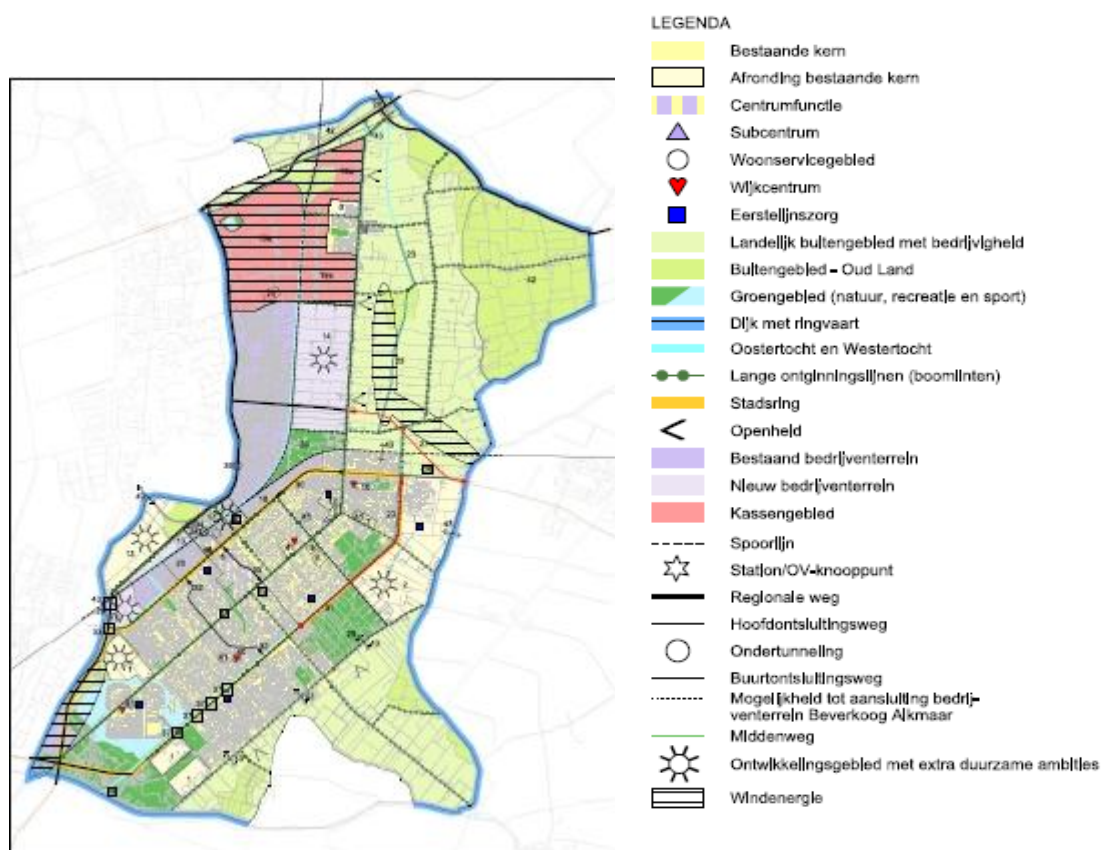 LEGENDA
Bestaande kern
Afronding bestaande kern
Centrumfunctie
Subcentrum
Woonservicegebied
Wijkcentrum
Eerstelijnszorg
Landelijk buitengebied met bedrijvigheid
Buitengebied - Oud Land
Groengebied (natuur, recreatie en sport)
Dijk met ringvaart
Oostertocht en Westertocht
Lange ontginningslijnen (boomlinten)
Stadsring
Openheid
Bestaand bedrijventerrein
Nieuw bedrijventerrein
Kassengebied
Spoorlijn
Station/OV-knooppunt
Regionale weg
Hoofdontsluitingsweg
Ondertunneling
Buurtontsluitingsweg
Mogelijkheid tot aansluiting bedrij-
venterrein Beverkoog Alkmaar
Middenweg
Ontwikkelingsgebied met extra duurzame ambities
Windenergie